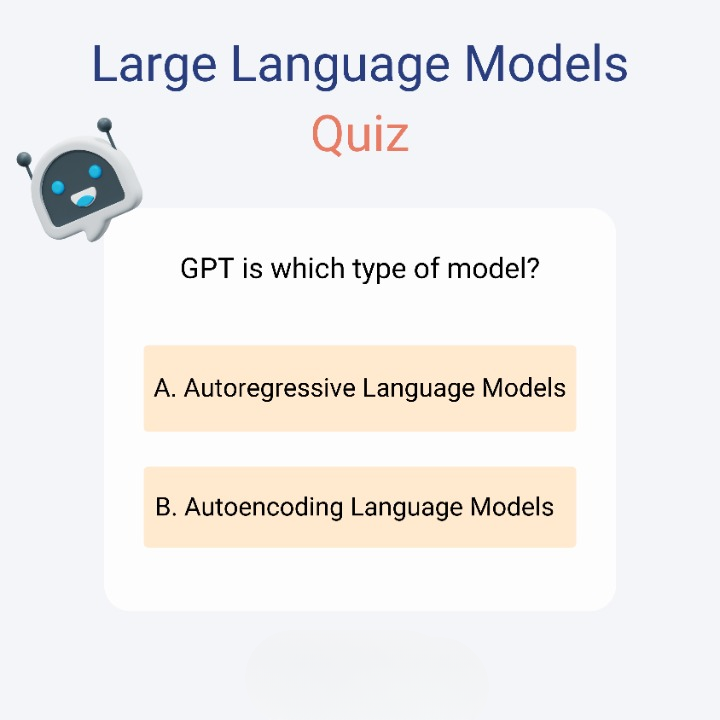 Large Language Models
Quiz
GPT is which type of model?
A. Autoregressive Language Models
B. Autoencoding Language Models